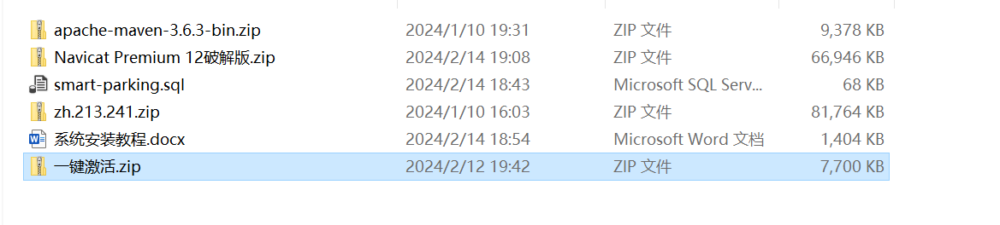 apache-maven-3.6.3-bin.zip 2024/1/10 19:31 ZIP 文件 9,378 KB
Navicat Premium 12破解版.zip 2024/2/14 19:08 ZIP 文件 66,946 KB
smart-parking.sql 2024/2/14 18:43 Microsoft SQL Serv... 68 KB
zh.213.241.zip 2024/1/10 16:03 ZIP 文件 81,764 KB
系统安装教程.docx 2024/2/14 18:54 Microsoft Word 文档 1,404 KB
一键激活.zip 2024/2/12 19:42 ZIP 文件 7,700 KB